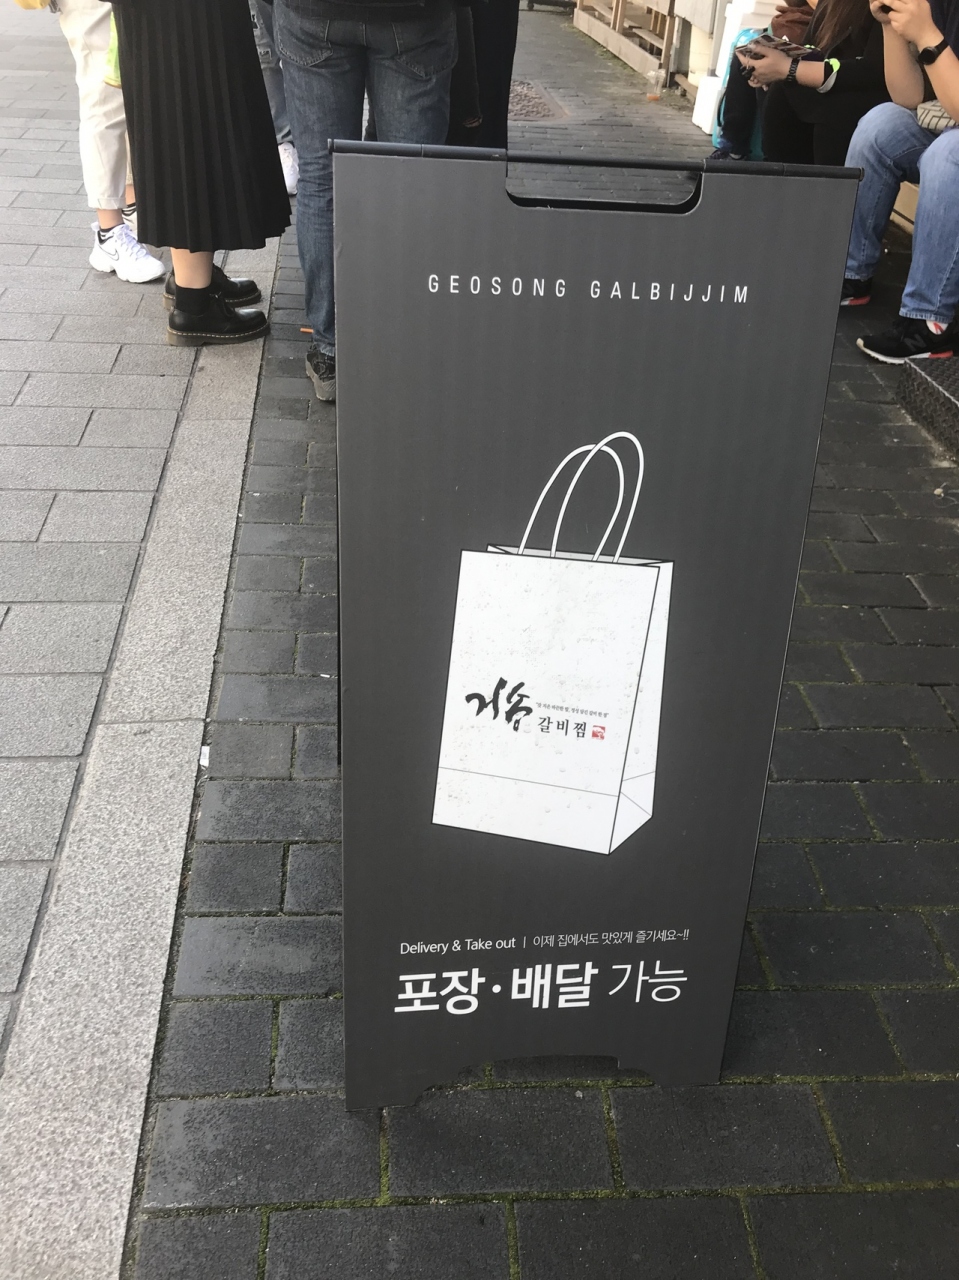 GEOSONG GALBIJJIM
거송
갈비찜
Delivery & Take out | 이제 집에서도 맛있게 즐기세요~!!
포장·배달 가능